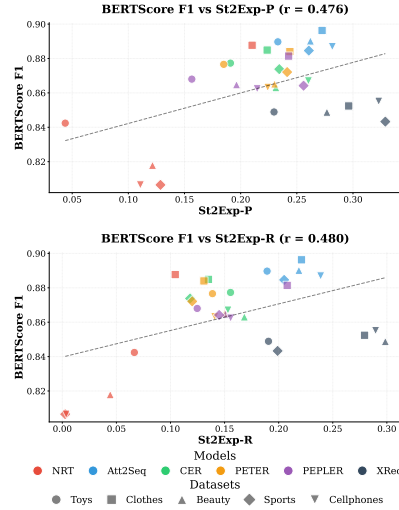 BERTScore F1 vs St2Exp-P (r = 0.476)
BERTScore F1
0.90
0.88
0.86
0.84
0.82
0.05
0.10
0.15
0.20
0.25
0.30
St2Exp-P
BERTScore F1 vs St2Exp-R (r = 0.480)
BERTScore F1
0.90
0.88
0.86
0.84
0.82
0.00
0.05
0.10
0.15
0.20
0.25
0.30
St2Exp-R
Models
NRT Att2Seq CER PETER PEPLER XRec
Datasets
Toys Clothes Beauty Sports Cellphones